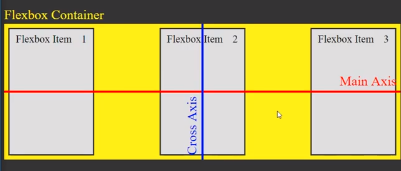 Flexbox Container
Flexbox Item 1
Flexbox Item 2
Flexbox Item 3
Main Axis
Cross Axis